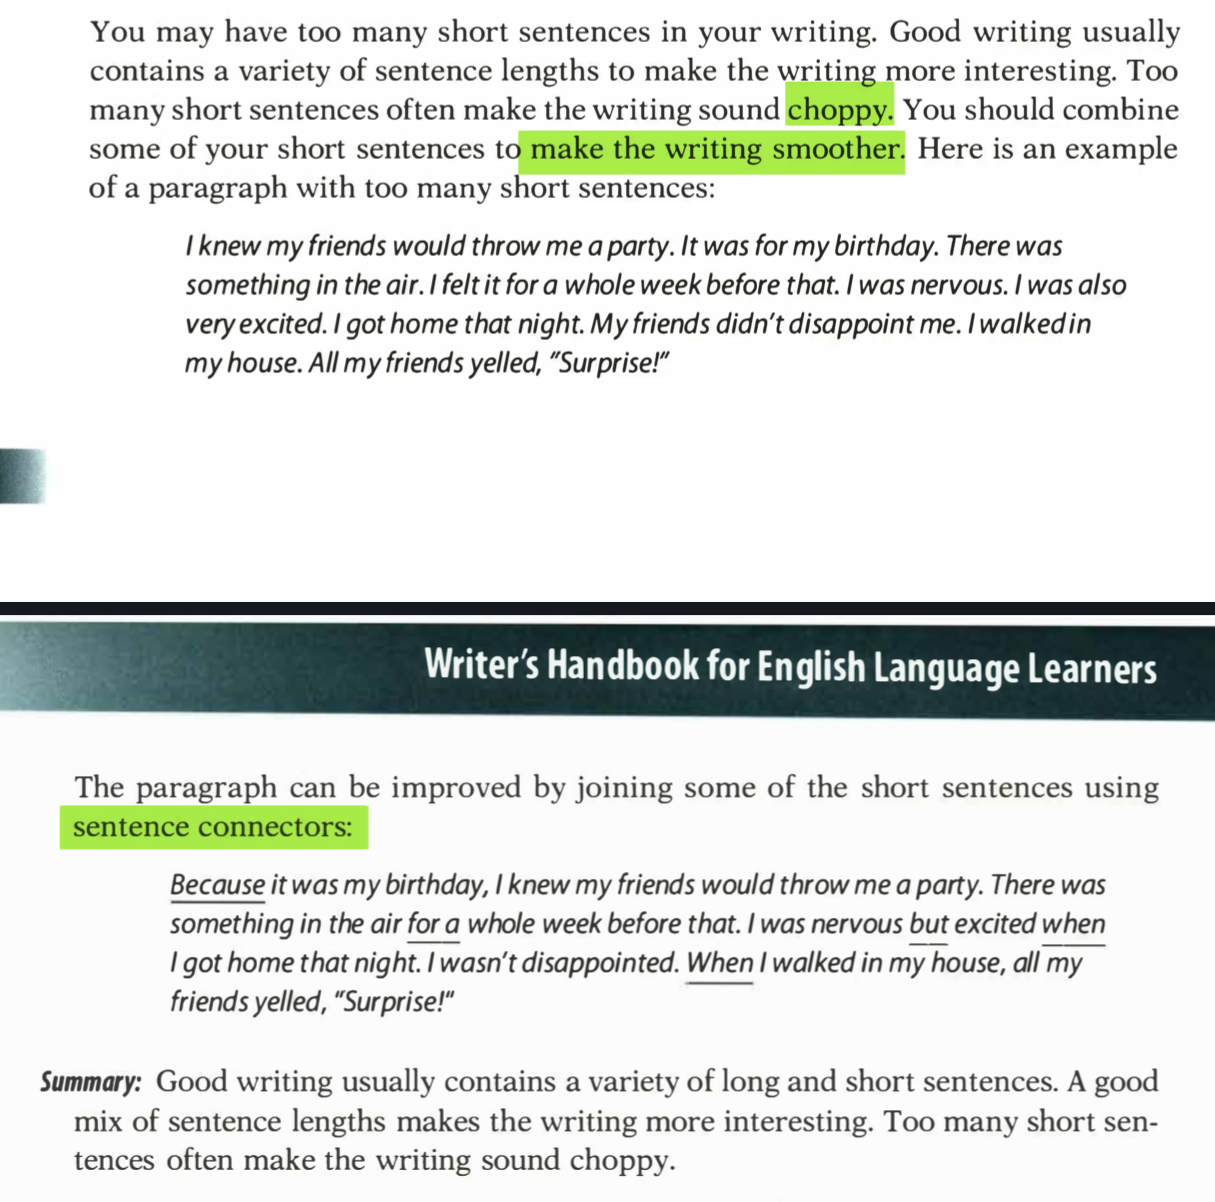 You may have too many short sentences in your writing. Good writing usually
contains a variety of sentence lengths to make the writing more interesting. Too
many short sentences often make the writing sound choppy. You should combine
some of your short sentences to make the writing smoother. Here is an example
of a paragraph with too many short sentences:
I knew my friends would throw me a party. It was for my birthday. There was
something in the air. I felt it for a whole week before that. I was nervous. I was also
very excited. I got home that night. My friends didn't disappoint me. I walked in
my house. All my friends yelled, "Surprise!"
Writer's Handbook for English Language Learners
The paragraph can be improved by joining some of the short sentences using
sentence connectors:
Because it was my birthday, I knew my friends would throw me a party. There was
something in the air for a whole week before that. I was nervous but excited when
I got home that night. I wasn't disappointed. When I walked in my house, all my
friends yelled, "Surprise!"
Summary: Good writing usually contains a variety of long and short sentences. A good
mix of sentence lengths makes the writing more interesting. Too many short sen-
tences often make the writing sound choppy.